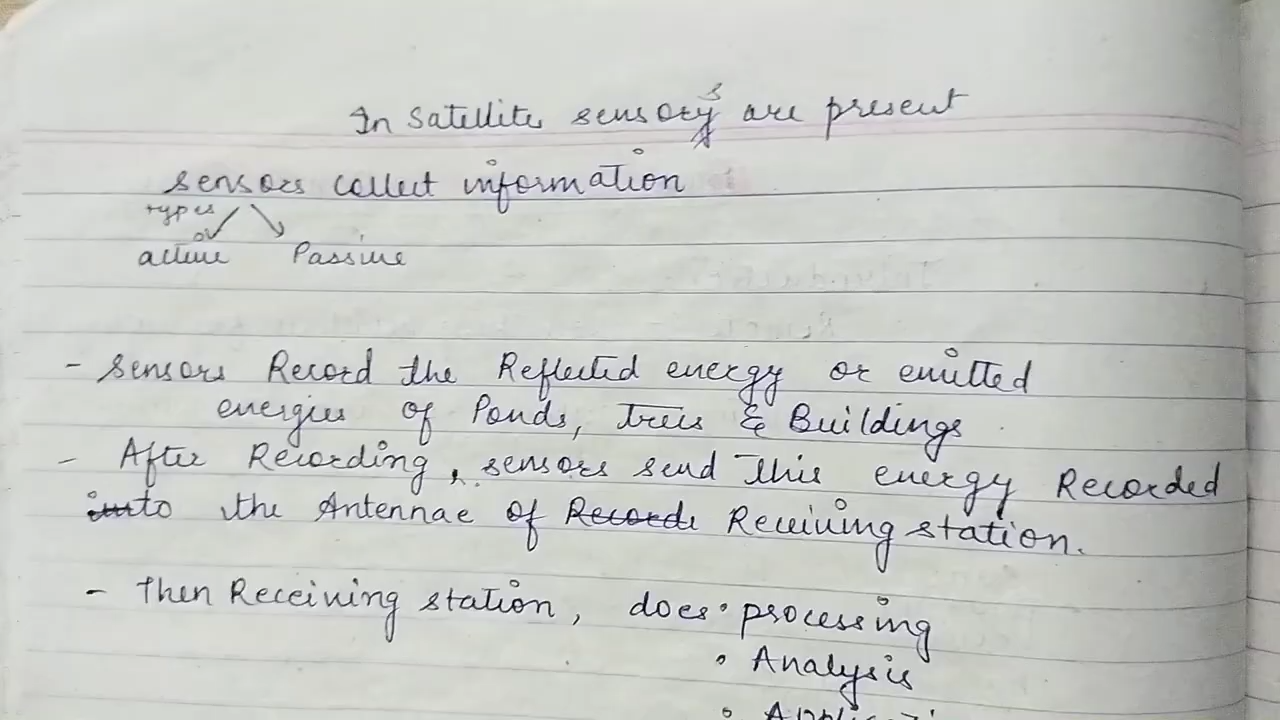 In Satellite sensors are present
sensors collect information
types
active Passive
- sensors Record the Reflected energy or emitted
energies of Ponds, Trees & Buildings.
- After Recording, sensors send This energy Recorded
to the Antennae of Receiving station.
- Then Receiving station, does • processing
• Analysis